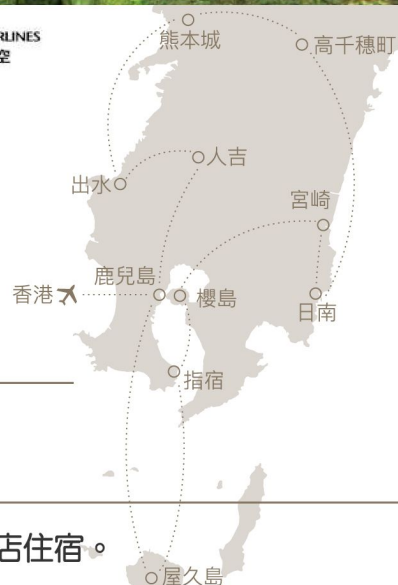 RLINES
空
熊本城
高千穗町
人吉
出水
宮崎
鹿兒島
香港
櫻島
日南
指宿
店住宿。
屋久島